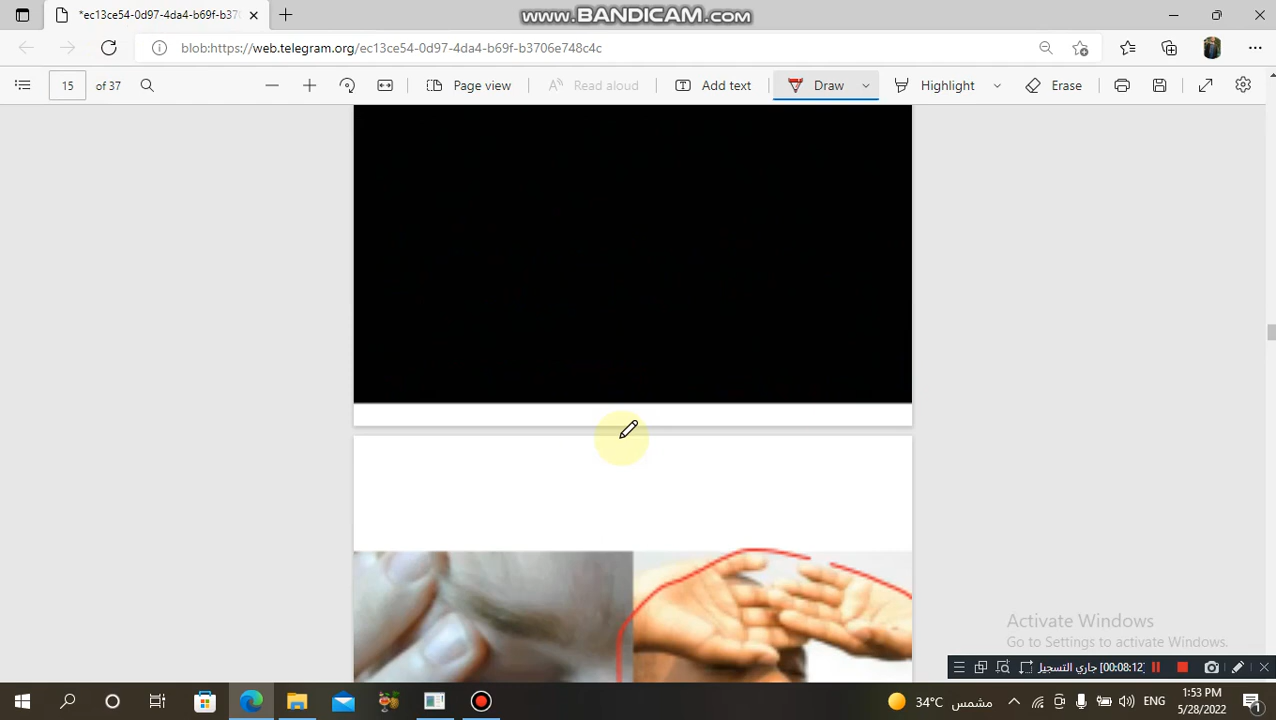 www.BANDICAM.com
*ec13ce54-0d97-4da4-b69f-b370
blob:https://web.telegram.org/ec13ce54-0d97-4da4-b69f-b3706e748c4c
15 of 37
Page view
Read aloud
Add text
Draw
Highlight
Erase
Activate Windows
Go to Settings to activate Windows.
جاري التسجيل [00:08:12]
34°C مشمس
ENG
1:53 PM
5/28/2022
1